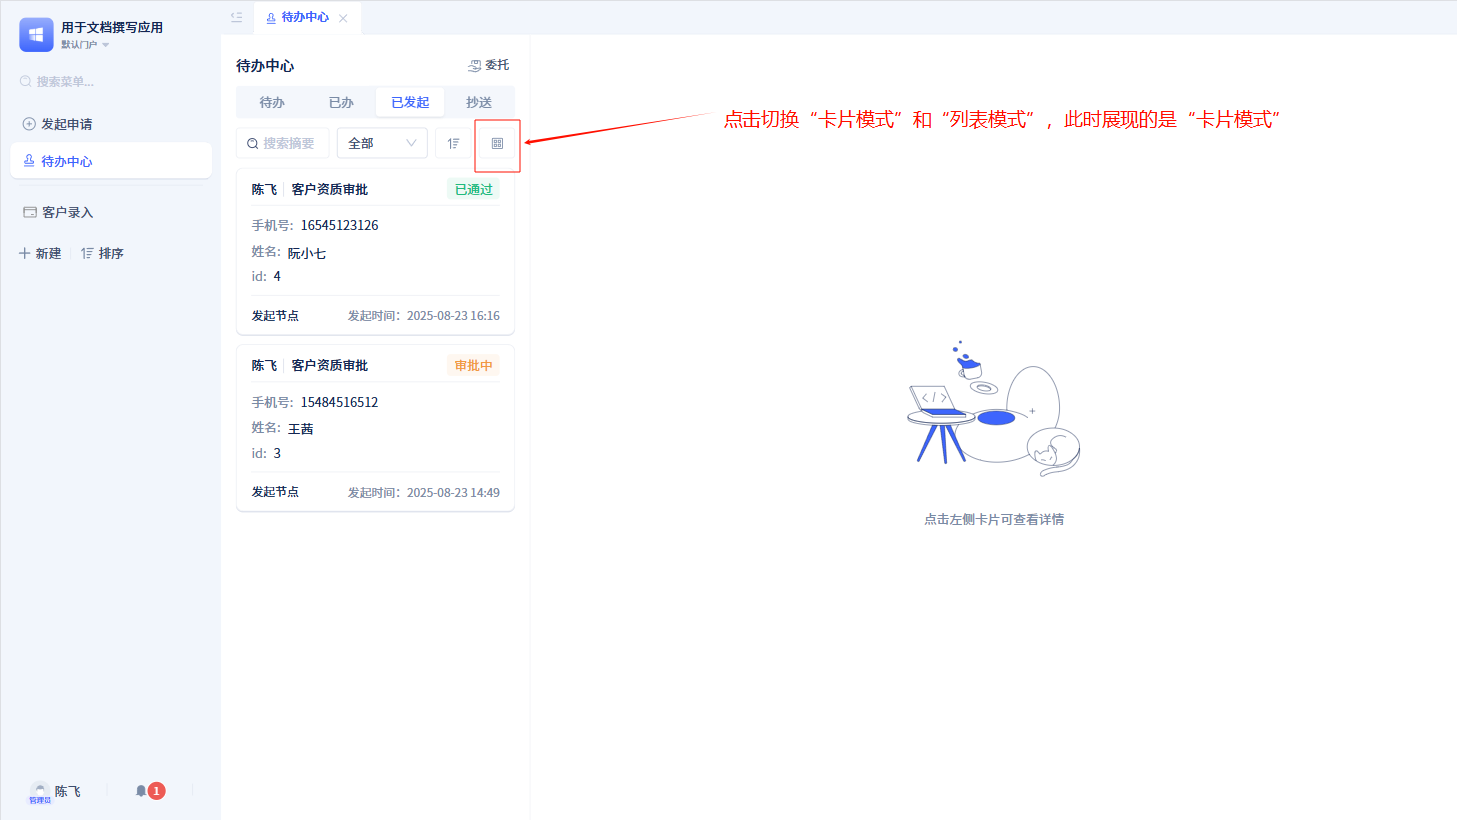 用于文档撰写应用
默认门户
搜索菜单...
发起申请
待办中心
客户录入
新建 排序
陈飞
管理员
1
待办中心
待办中心 委托
待办 已办 已发起 抄送
搜索摘要 全部
陈飞 客户资质审批 已通过
手机号: 16545123126
姓名: 阮小七
id: 4
发起节点 发起时间: 2025-08-23 16:16
陈飞 客户资质审批 审批中
手机号: 15484516512
姓名: 王茜
id: 3
发起节点 发起时间: 2025-08-23 14:49
点击切换“卡片模式”和“列表模式”，此时展现的是“卡片模式”
</>
点击左侧卡片可查看详情